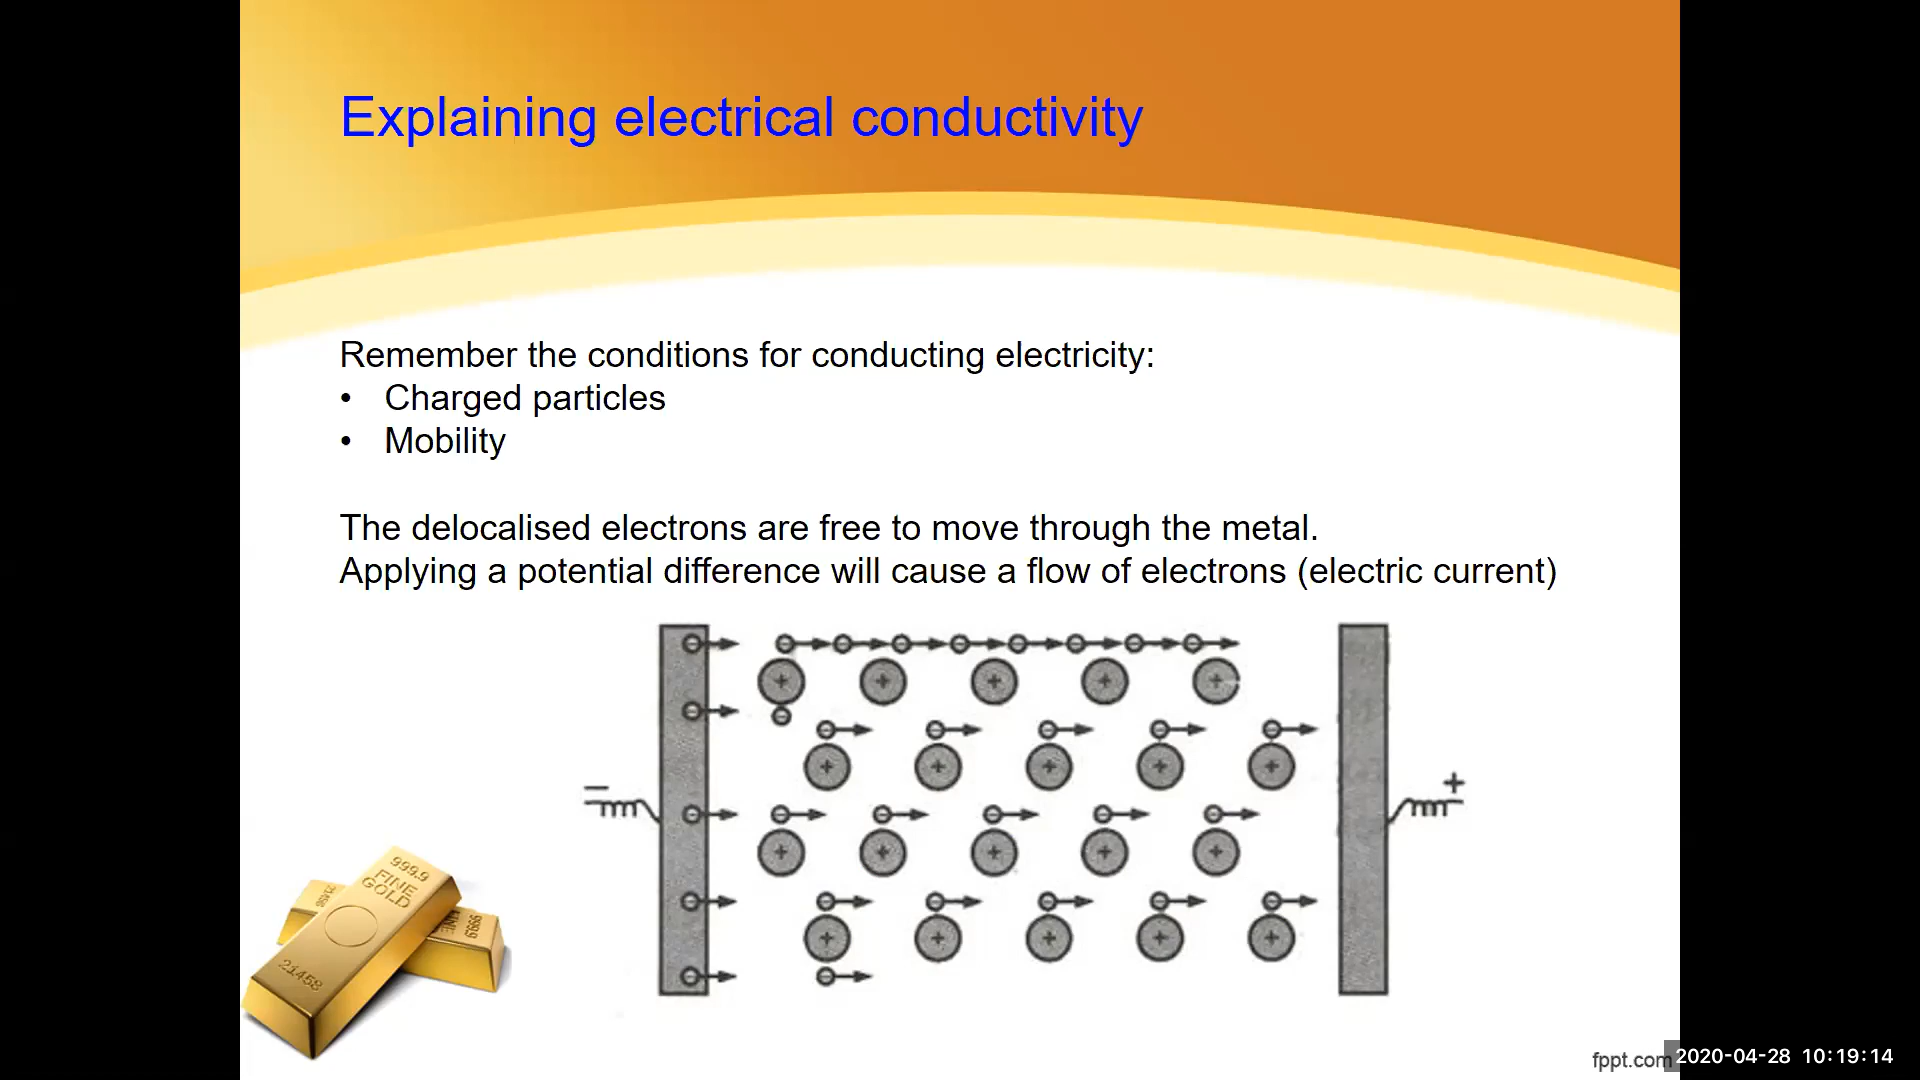 Explaining electrical conductivity
Remember the conditions for conducting electricity:
• Charged particles
• Mobility
The delocalised electrons are free to move through the metal.
Applying a potential difference will cause a flow of electrons (electric current)
−
+
999.9
FINE
GOLD
21458
9999
fppt.com
2020-04-28 10:19:14